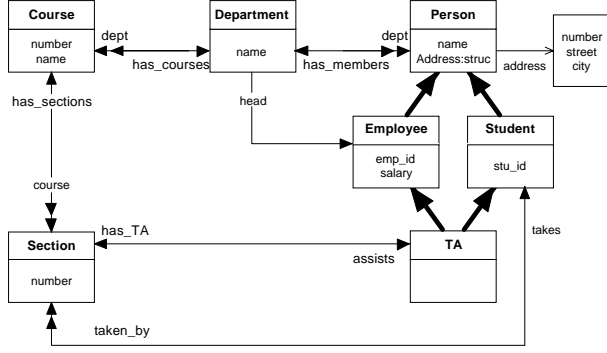 Course
number
name
dept
has_courses
Department
name
dept
has_members
Person
name
Address:struc
address
number
street
city
has_sections
head
Employee
emp_id
salary
Student
stu_id
course
Section
number
has_TA
assists
TA
takes
taken_by